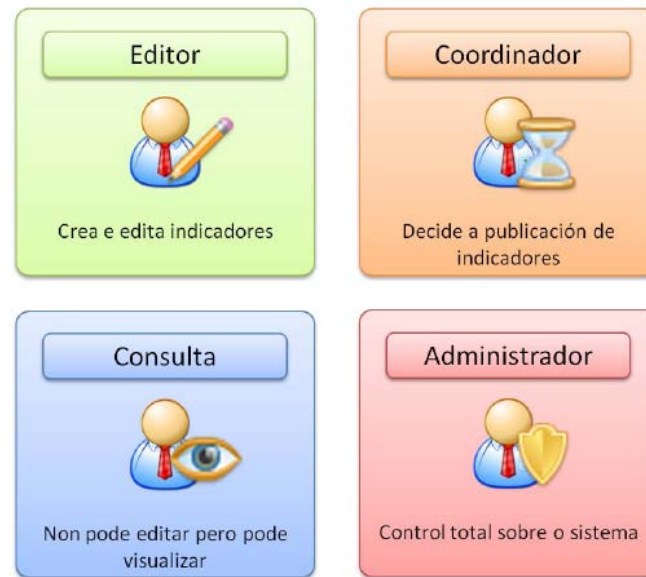 Editor
Crea e edita indicadores
Coordinador
Decide a publicación de
indicadores
Consulta
Non pode editar pero pode
visualizar
Administrador
Control total sobre o sistema